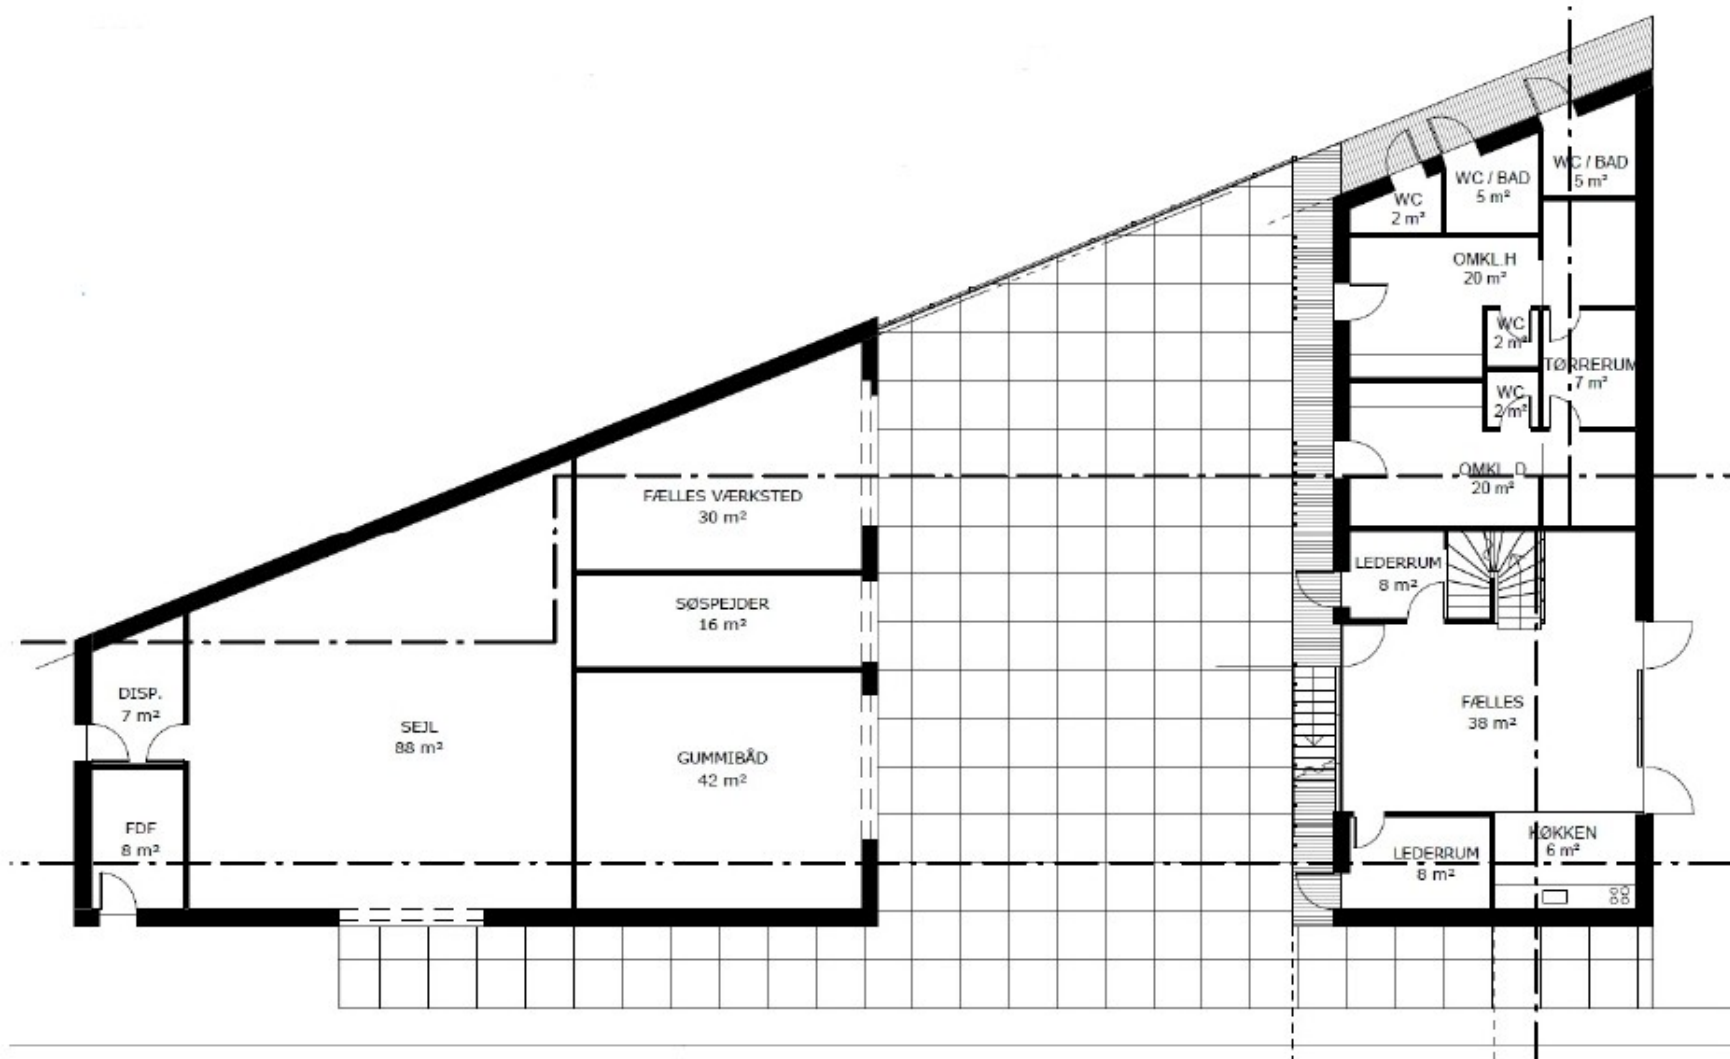 DISP.
7 m²
FDF
8 m²
SEJL
88 m²
FÆLLES VÆRKSTED
30 m²
SØSPEJDER
16 m²
GUMMIBÅD
42 m²
WC
2 m²
WC / BAD
5 m²
WC / BAD
5 m²
OMKL.H
20 m²
WC
2 m²
TØRRERUM
7 m²
WC
2 m²
OMKL. D
20 m²
LEDERRUM
8 m²
FÆLLES
38 m²
LEDERRUM
8 m²
KØKKEN
6 m²